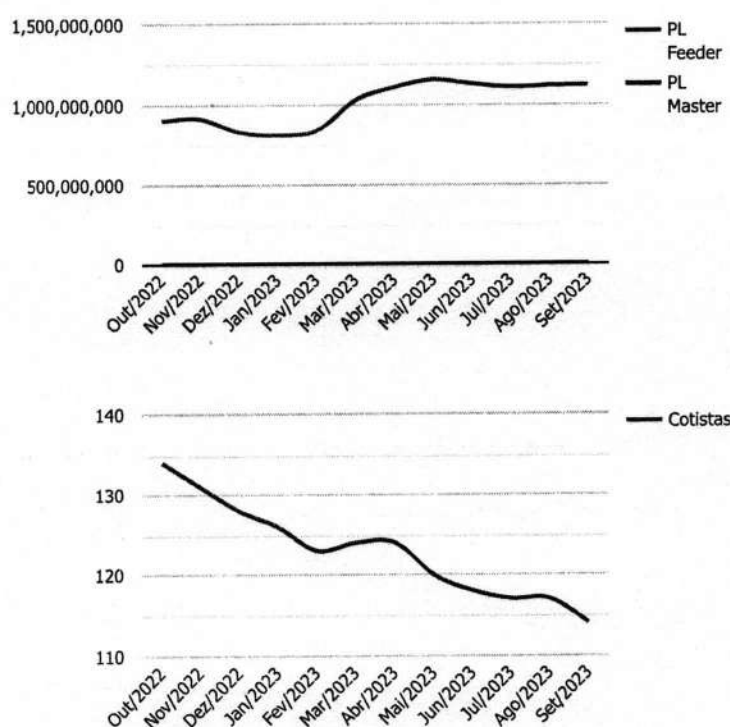 1,500,000,000
1,000,000,000
500,000,000
0
PL
Feeder
PL
Master
Out/2022
Nov/2022
Dez/2022
Jan/2023
Fev/2023
Mar/2023
Abr/2023
Mai/2023
Jun/2023
Jul/2023
Ago/2023
Set/2023
140
130
120
110
Cotistas
Out/2022
Nov/2022
Dez/2022
Jan/2023
Fev/2023
Mar/2023
Abr/2023
Mai/2023
Jun/2023
Jul/2023
Ago/2023
Set/2023